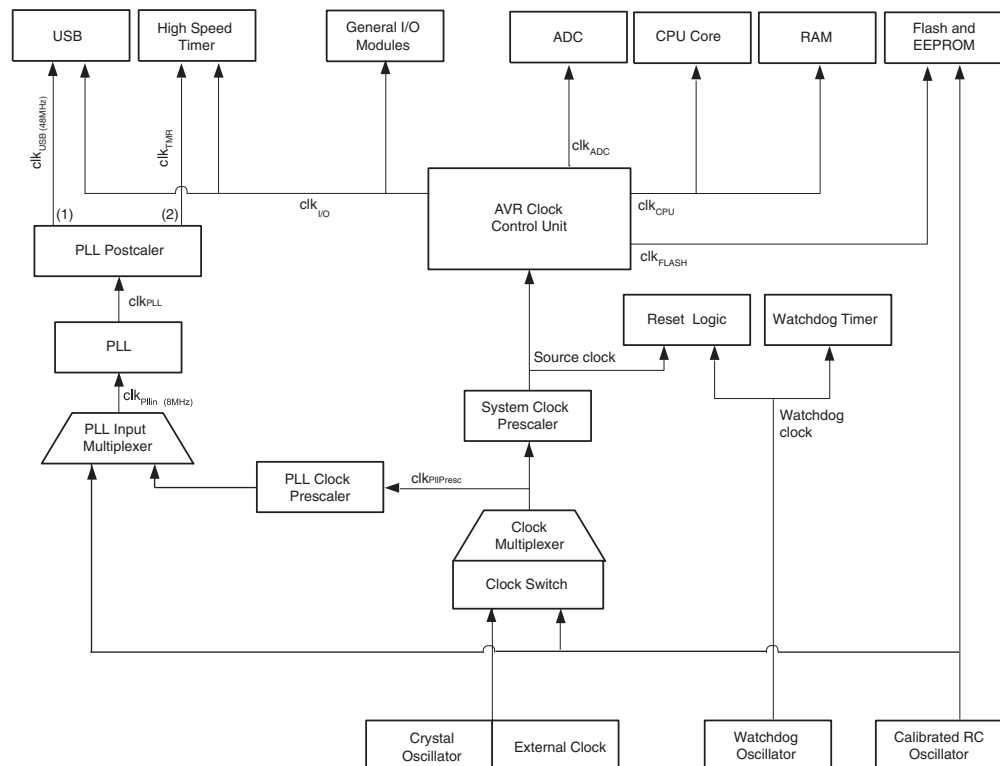 USB
High Speed
Timer
General I/O
Modules
ADC
CPU Core
RAM
Flash and
EEPROM
clkUSB (48MHz)
clkTMR
clkADC
(1)
(2)
clkI/O
AVR Clock
Control Unit
clkCPU
clkFLASH
PLL Postcaler
clkPLL
PLL
clkPllin (8MHz)
PLL Input
Multiplexer
Reset Logic
Watchdog Timer
Source clock
System Clock
Prescaler
Watchdog
clock
PLL Clock
Prescaler
clkPllPresc
Clock
Multiplexer
Clock Switch
Crystal
Oscillator
External Clock
Watchdog
Oscillator
Calibrated RC
Oscillator